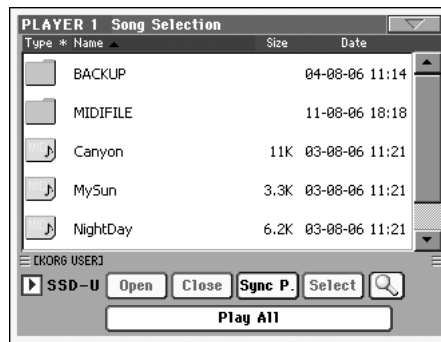 PLAYER 1 Song Selection
Type * Name Size Date
BACKUP 04-08-06 11:14
MIDIFILE 11-08-06 18:18
Canyon 11K 03-08-06 11:21
MySun 3.3K 03-08-06 11:21
NightDay 6.2K 03-08-06 11:21
[KORG USER]
SSD-U Open Close Sync P. Select
Play All